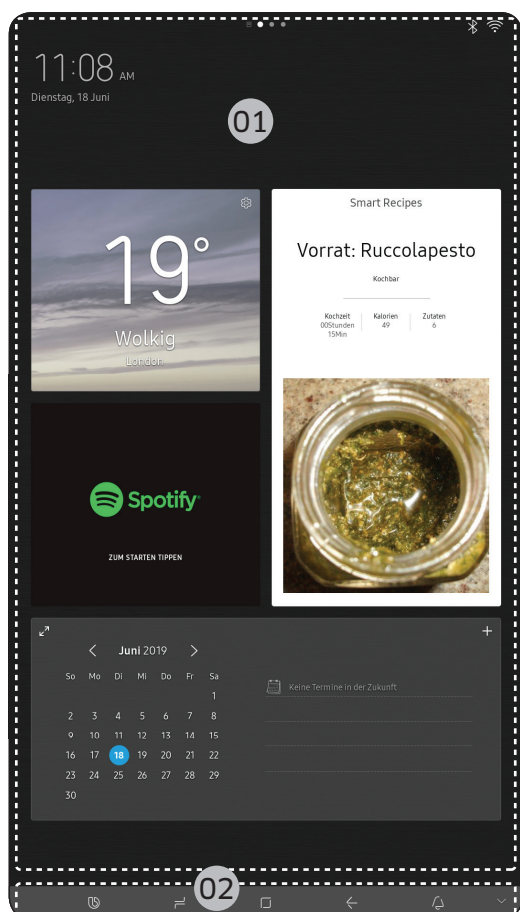 11:08 AM
Dienstag, 18 Juni
01
19°
Wolkig
London
Smart Recipes
Vorrat: Ruccolapesto
Kochbar
Kochzeit Kalorien Zutaten
00Stunden 49 6
15Min
Spotify
ZUM STARTEN TIPPEN
Juni 2019
So Mo Di Mi Do Fr Sa
1
2 3 4 5 6 7 8
9 10 11 12 13 14 15
16 17 18 19 20 21 22
23 24 25 26 27 28 29
30
Keine Termine in der Zukunft
02